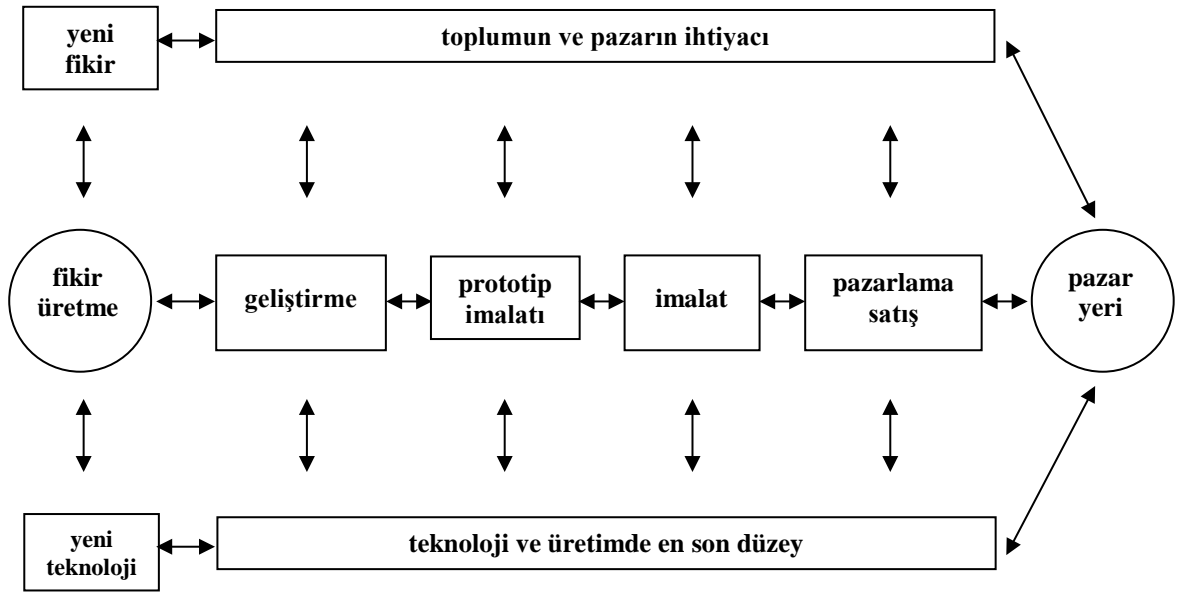 yeni
fikir
toplumun ve pazarın ihtiyacı
fikir
üretme
geliştirme
prototip
imalatı
imalat
pazarlama
satış
pazar
yeri
yeni
teknoloji
teknoloji ve üretimde en son düzey